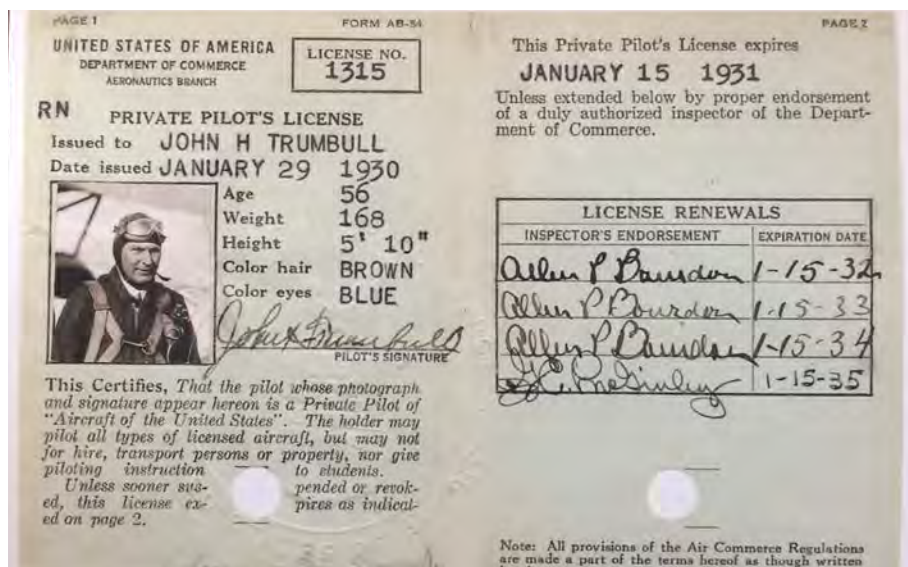 PAGE 1
FORM AB-54
UNITED STATES OF AMERICA
DEPARTMENT OF COMMERCE
AERONAUTICS BRANCH
LICENSE NO.
1315
RN
PRIVATE PILOT'S LICENSE
Issued to JOHN H TRUMBULL
Date issued JANUARY 29 1930
Age 56
Weight 168
Height 5' 10"
Color hair BROWN
Color eyes BLUE
John H Trumbull
PILOT'S SIGNATURE
This Certifies, That the pilot whose photograph
and signature appear hereon is a Private Pilot of
"Aircraft of the United States". The holder may
pilot all types of licensed aircraft, but may not
for hire, transport persons or property, nor give
piloting instruction to students.
Unless sooner sus- pended or revok-
ed, this license ex- pires as indicat-
ed on page 2.
PAGE 2
This Private Pilot's License expires
JANUARY 15 1931
Unless extended below by proper endorsement
of a duly authorized inspector of the Depart-
ment of Commerce.
LICENSE RENEWALS
INSPECTOR'S ENDORSEMENT EXPIRATION DATE
Allen P Bourdon 1-15-32
Allen P Bourdon 1-15-33
Allen P Bourdon 1-15-34
McGinley 1-15-35
Note: All provisions of the Air Commerce Regulations
are made a part of the terms hereof as though written